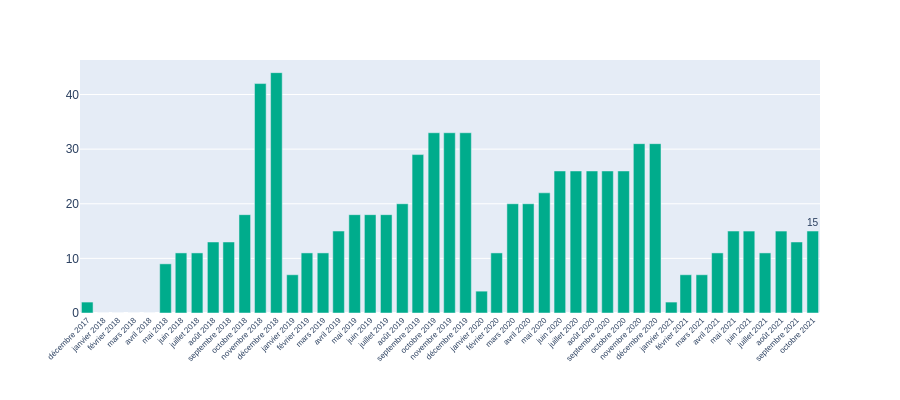 40
30
20
10
0
15
décembre 2017
janvier 2018
février 2018
mars 2018
avril 2018
mai 2018
juin 2018
juillet 2018
août 2018
septembre 2018
octobre 2018
novembre 2018
décembre 2018
janvier 2019
février 2019
mars 2019
avril 2019
mai 2019
juin 2019
juillet 2019
août 2019
septembre 2019
octobre 2019
novembre 2019
décembre 2019
janvier 2020
février 2020
mars 2020
avril 2020
mai 2020
juin 2020
juillet 2020
août 2020
septembre 2020
octobre 2020
novembre 2020
décembre 2020
janvier 2021
février 2021
mars 2021
avril 2021
mai 2021
juin 2021
juillet 2021
août 2021
septembre 2021
octobre 2021